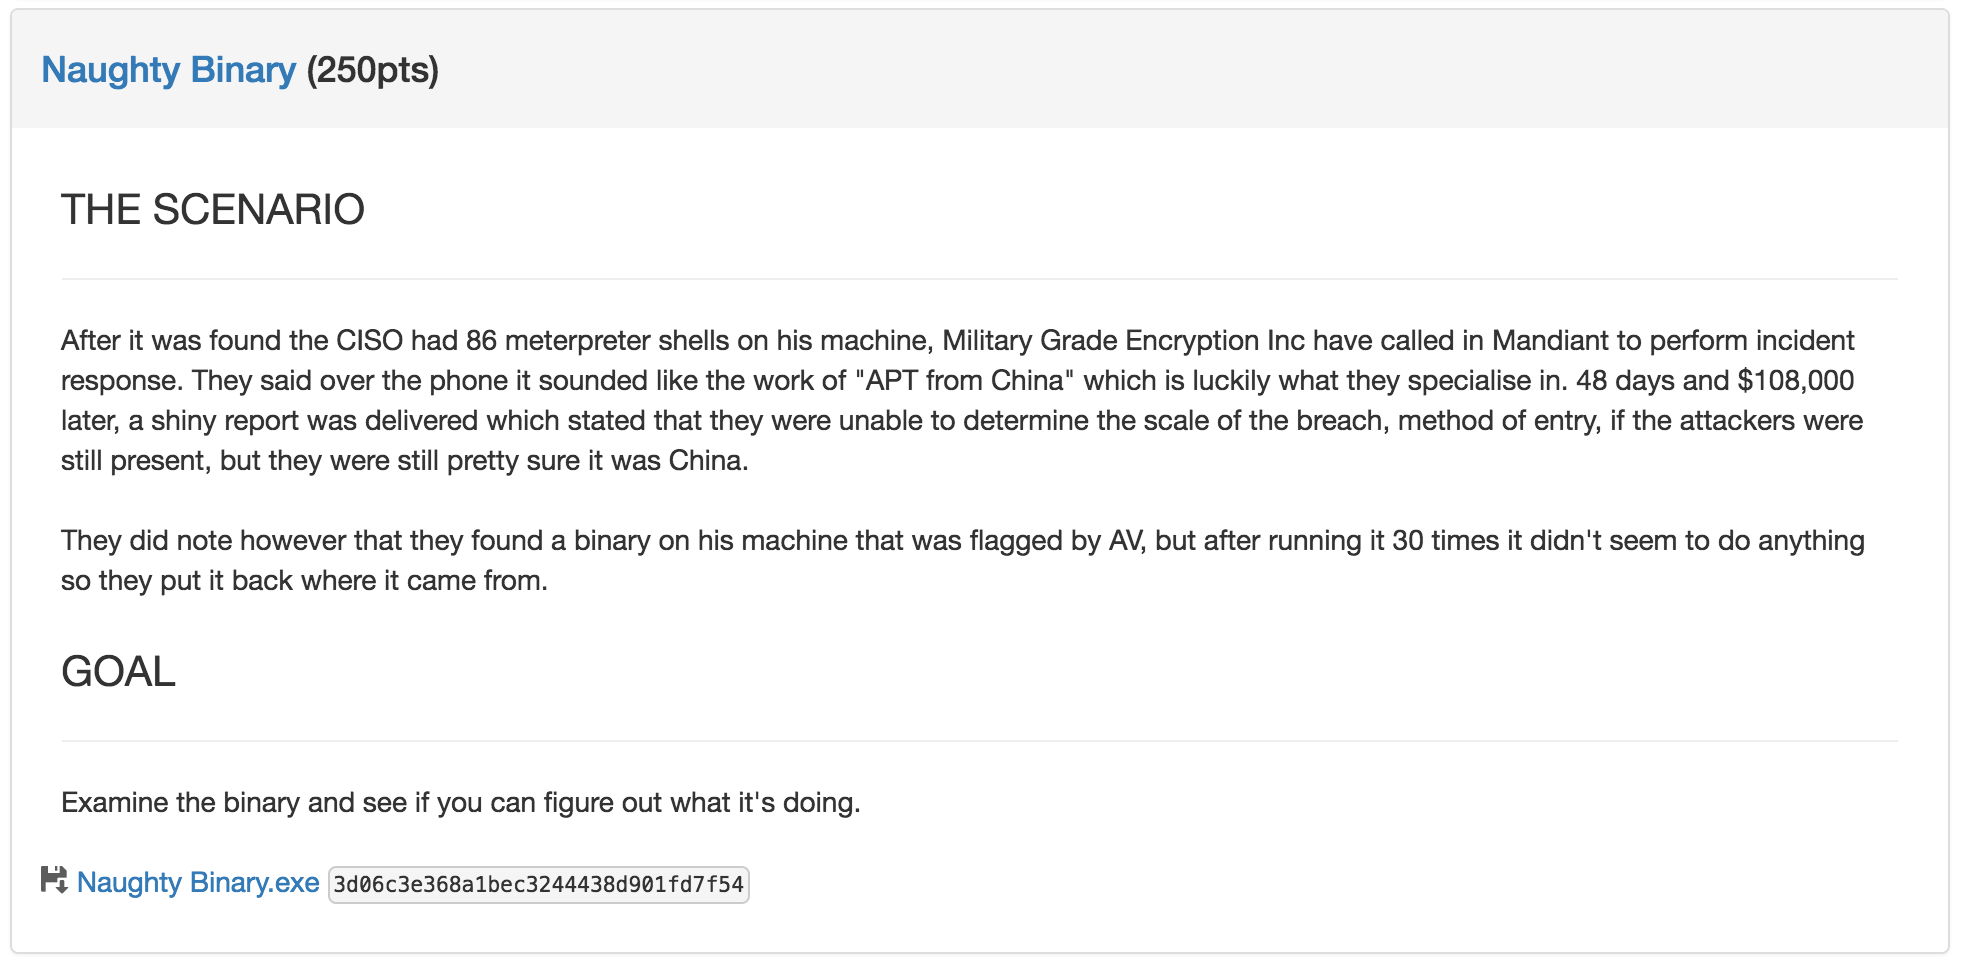 Naughty Binary (250pts)
THE SCENARIO
After it was found the CISO had 86 meterpreter shells on his machine, Military Grade Encryption Inc have called in Mandiant to perform incident
response. They said over the phone it sounded like the work of "APT from China" which is luckily what they specialise in. 48 days and $108,000
later, a shiny report was delivered which stated that they were unable to determine the scale of the breach, method of entry, if the attackers were
still present, but they were still pretty sure it was China.
They did note however that they found a binary on his machine that was flagged by AV, but after running it 30 times it didn't seem to do anything
so they put it back where it came from.
GOAL
Examine the binary and see if you can figure out what it's doing.
Naughty Binary.exe 3d06c3e368a1bec3244438d901fd7f54